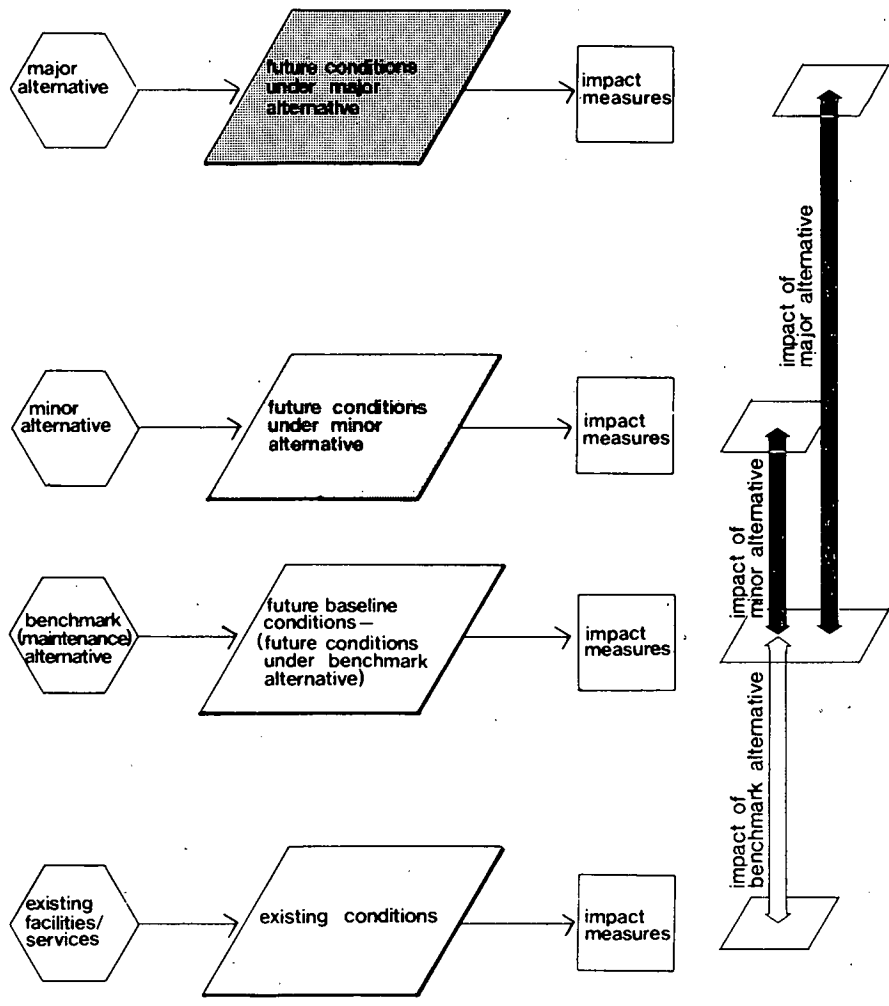 major
alternative
future conditions
under major
alternative
impact
measures
impact of
major alternative
minor
alternative
future conditions
under minor
alternative
impact
measures
impact of
minor alternative
benchmark
(maintenance)
alternative
future baseline
conditions—
(future conditions
under benchmark
alternative)
impact
measures
impact of
benchmark alternative
existing
facilities/
services
existing conditions
impact
measures